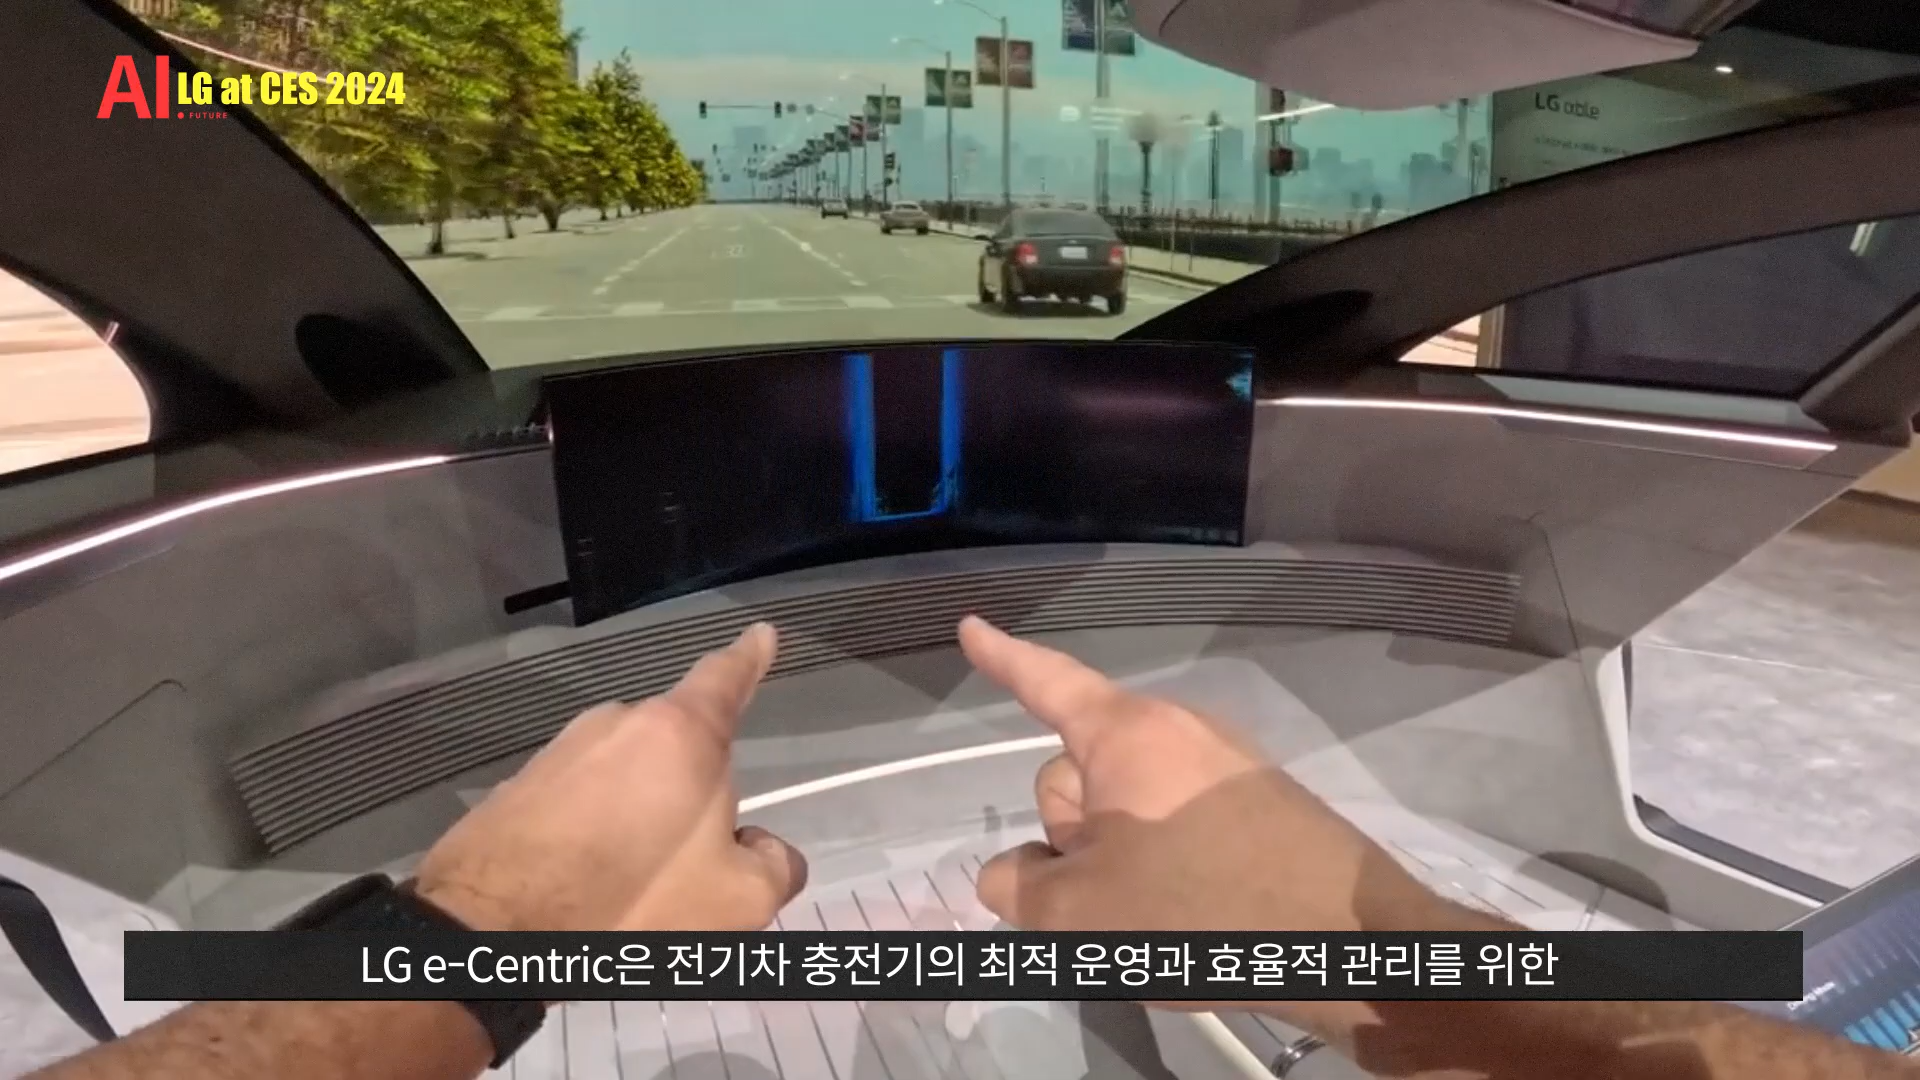 AI. LG at CES 2024
FUTURE
LG able
LG e-Centric은 전기차 충전기의 최적 운영과 효율적 관리를 위한